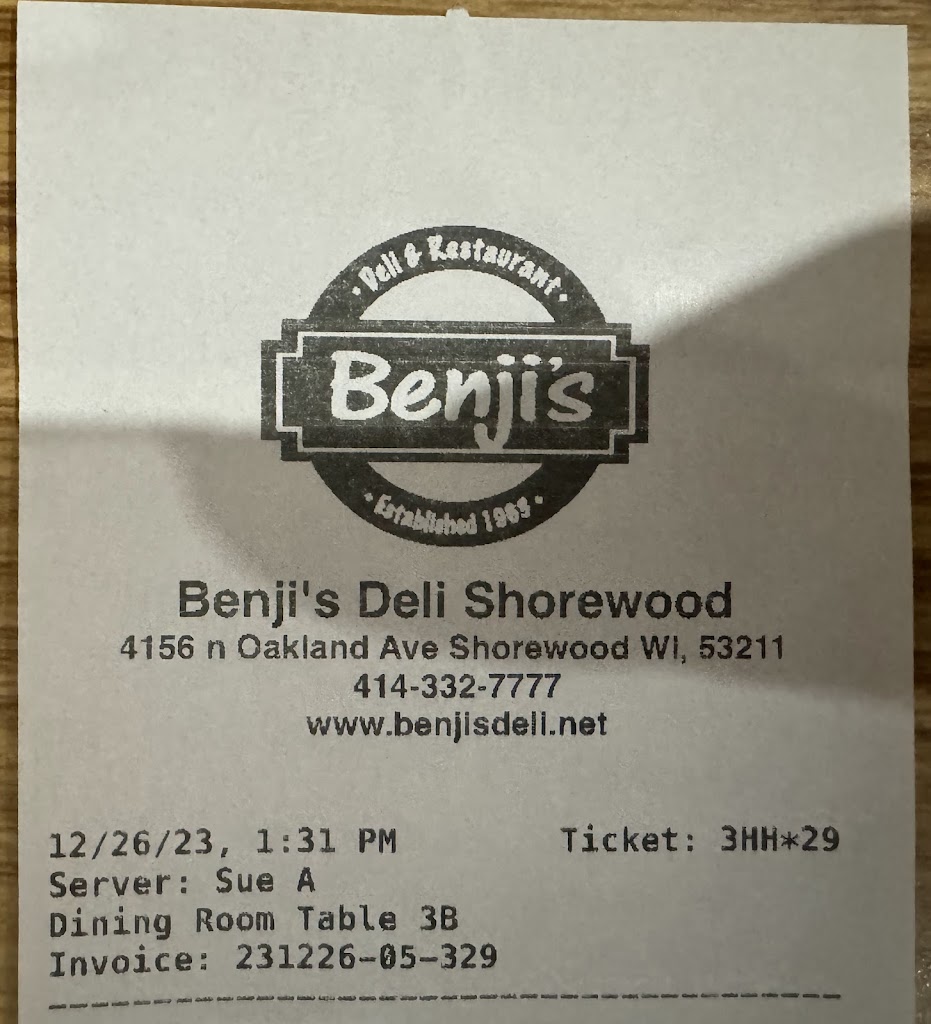 Deli & Restaurant
Benji's
Established 1963
Benji's Deli Shorewood
4156 n Oakland Ave Shorewood WI, 53211
414-332-7777
www.benjisdeli.net
12/26/23, 1:31 PM Ticket: 3HH*29
Server: Sue A
Dining Room Table 3B
Invoice: 231226-05-329